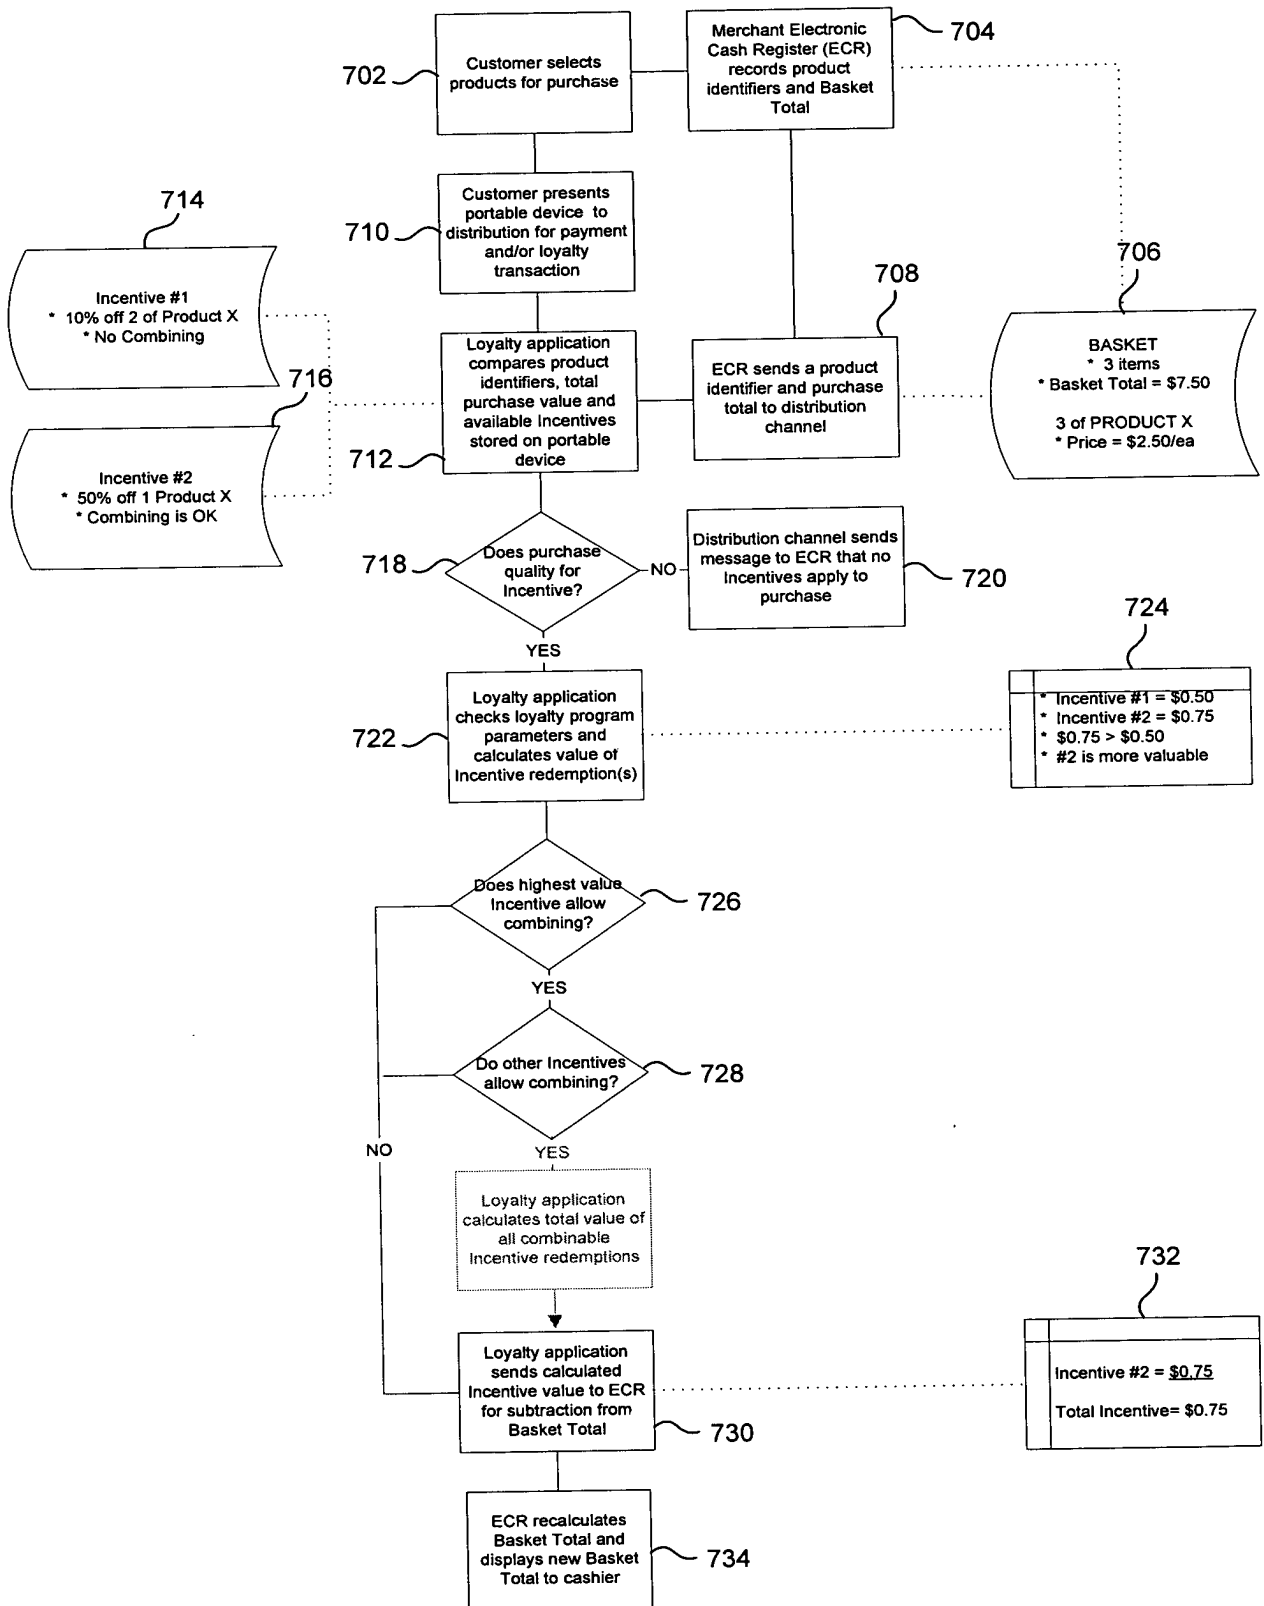 Customer selects
products for purchase
702
Merchant Electronic
Cash Register (ECR)
records product
identifiers and Basket
Total
704
714
Customer presents
portable device to
distribution for payment
and/or loyalty
transaction
710
706
708
Incentive #1
* 10% off 2 of Product X
* No Combining
Loyalty application
compares product
identifiers, total
purchase value and
available Incentives
stored on portable
device
712
ECR sends a product
identifier and purchase
total to distribution
channel
BASKET
* 3 items
* Basket Total = $7.50
3 of PRODUCT X
* Price = $2.50/ea
716
Incentive #2
* 50% off 1 Product X
* Combining is OK
718
Does purchase
quality for
Incentive?
NO
Distribution channel sends
message to ECR that no
Incentives apply to
purchase
720
YES
724
Loyalty application
checks loyalty program
parameters and
calculates value of
Incentive redemption(s)
722
* Incentive #1 = $0.50
* Incentive #2 = $0.75
* $0.75 > $0.50
* #2 is more valuable
Does highest value
Incentive allow
combining?
726
YES
Do other Incentives
allow combining?
728
NO
YES
Loyalty application
calculates total value of
all combinable
Incentive redemptions
732
Loyalty application
sends calculated
Incentive value to ECR
for subtraction from
Basket Total
730
Incentive #2 = $0.75
Total Incentive= $0.75
ECR recalculates
Basket Total and
displays new Basket
Total to cashier
734